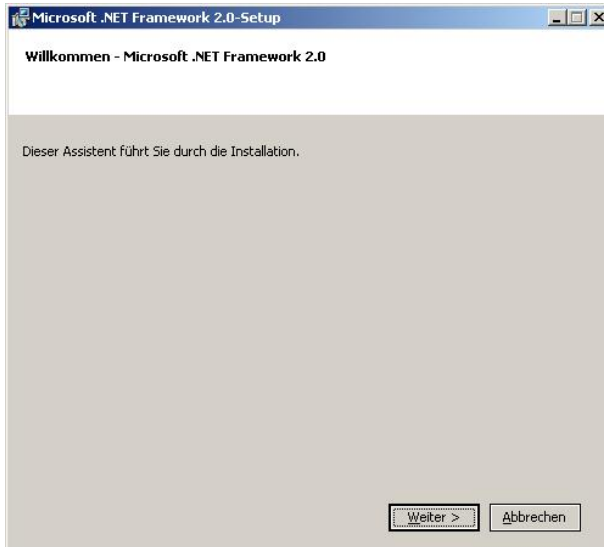 Microsoft .NET Framework 2.0-Setup
Willkommen - Microsoft .NET Framework 2.0
Dieser Assistent führt Sie durch die Installation.
Weiter > Abbrechen